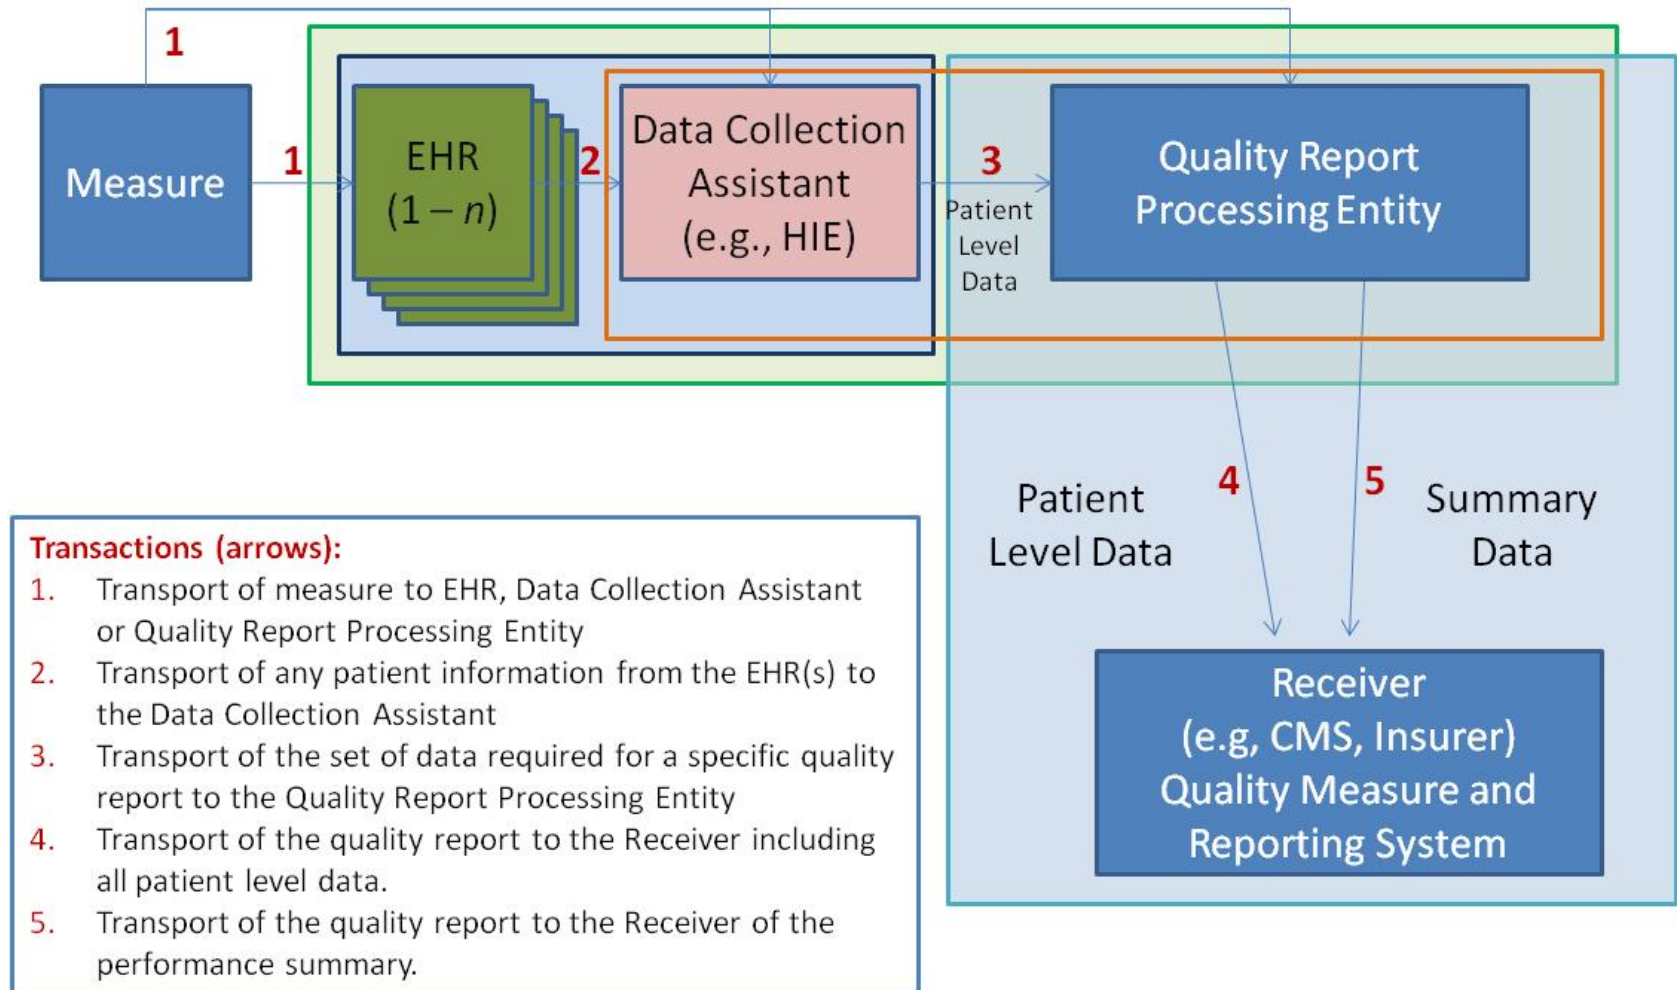 1
Measure
1
EHR
(1 – n)
2
Data Collection
Assistant
(e.g., HIE)
3
Patient
Level
Data
Quality Report
Processing Entity
4
Patient
Level Data
5
Summary
Data
Receiver
(e.g, CMS, Insurer)
Quality Measure and
Reporting System
Transactions (arrows):
1. Transport of measure to EHR, Data Collection Assistant
or Quality Report Processing Entity
2. Transport of any patient information from the EHR(s) to
the Data Collection Assistant
3. Transport of the set of data required for a specific quality
report to the Quality Report Processing Entity
4. Transport of the quality report to the Receiver including
all patient level data.
5. Transport of the quality report to the Receiver of the
performance summary.